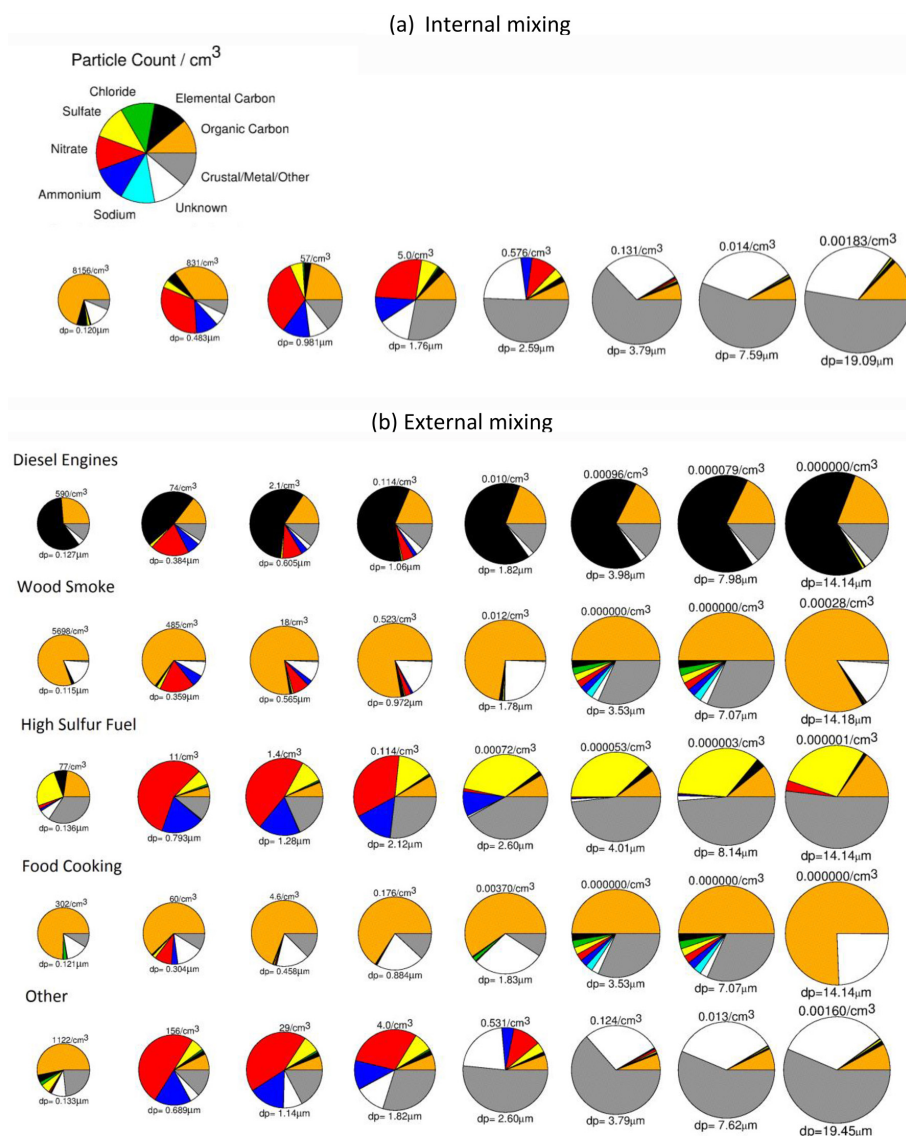 (a) Internal mixing
Particle Count / cm3
Chloride
Elemental Carbon
Sulfate
Organic Carbon
Nitrate
Crustal/Metal/Other
Ammonium
Sodium
Unknown
8156/cm3 831/cm3 57/cm3 5.0/cm3 0.576/cm3 0.131/cm3 0.014/cm3 0.00183/cm3
dp= 0.120μm dp= 0.483μm dp= 0.981μm dp= 1.76μm dp= 2.59μm dp= 3.79μm dp= 7.59μm dp=19.09μm
(b) External mixing
Diesel Engines
590/cm3 74/cm3 2.1/cm3 0.114/cm3 0.010/cm3 0.00096/cm3 0.000079/cm3 0.000000/cm3
dp= 0.127μm dp= 0.384μm dp= 0.605μm dp= 1.06μm dp= 1.82μm dp= 3.98μm dp= 7.98μm dp=14.14μm
Wood Smoke
5698/cm3 485/cm3 18/cm3 0.523/cm3 0.012/cm3 0.000000/cm3 0.000000/cm3 0.00028/cm3
dp= 0.115μm dp= 0.359μm dp= 0.565μm dp= 0.972μm dp= 1.78μm dp= 3.53μm dp= 7.07μm dp=14.18μm
High Sulfur Fuel
77/cm3 11/cm3 1.4/cm3 0.114/cm3 0.00072/cm3 0.000053/cm3 0.000003/cm3 0.000001/cm3
dp= 0.136μm dp= 0.793μm dp= 1.28μm dp= 2.12μm dp= 2.60μm dp= 4.01μm dp= 8.14μm dp=14.14μm
Food Cooking
302/cm3 60/cm3 4.6/cm3 0.176/cm3 0.00370/cm3 0.000000/cm3 0.000000/cm3 0.000000/cm3
dp= 0.121μm dp= 0.304μm dp= 0.458μm dp= 0.884μm dp= 1.83μm dp= 3.53μm dp= 7.07μm dp=14.14μm
Other
1122/cm3 156/cm3 29/cm3 4.0/cm3 0.531/cm3 0.124/cm3 0.013/cm3 0.00160/cm3
dp= 0.133μm dp= 0.689μm dp= 1.14μm dp= 1.82μm dp= 2.60μm dp= 3.79μm dp= 7.62μm dp=19.45μm